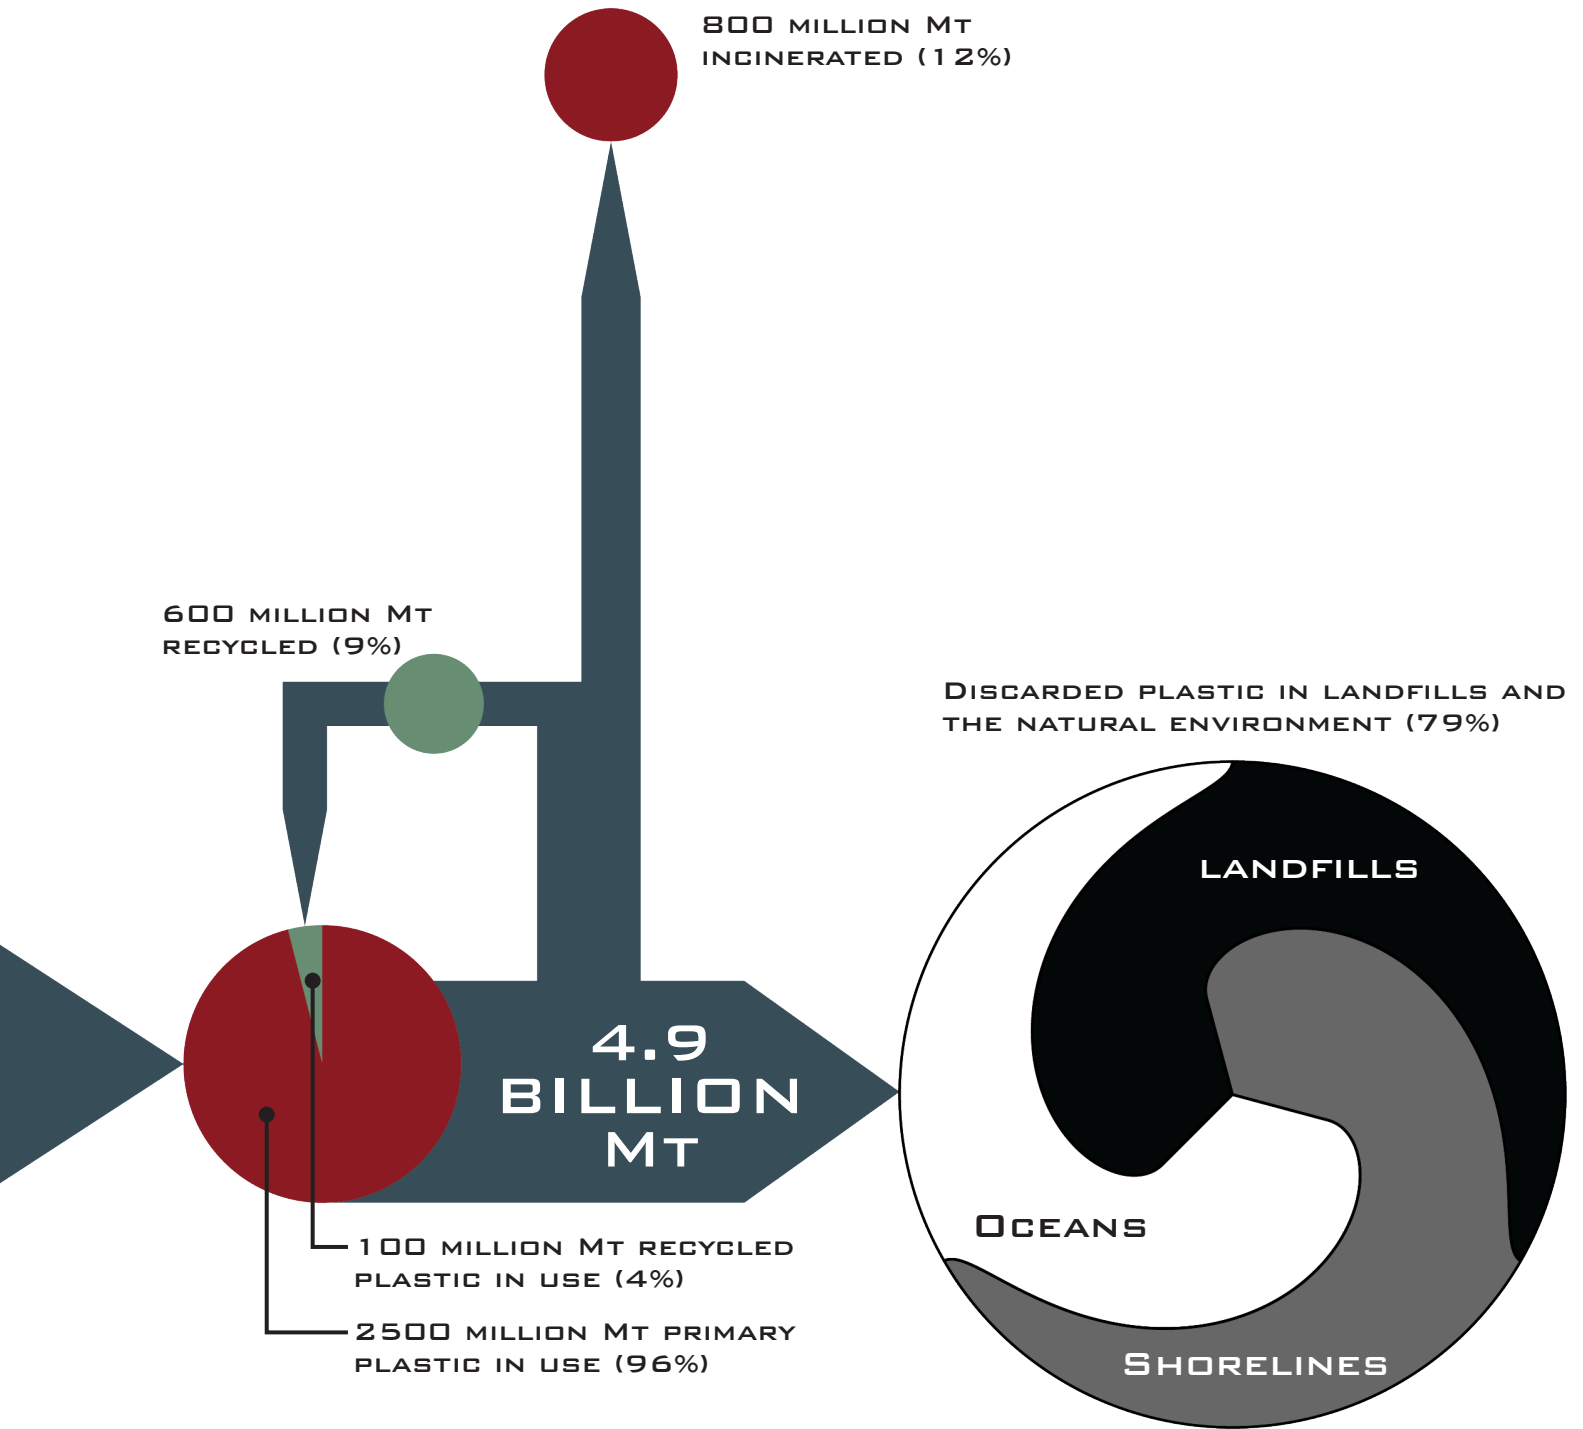 800 million Mt
incinerated (12%)
600 million Mt
recycled (9%)
Discarded plastic in landfills and
the natural environment (79%)
landfills
4.9
billion
Mt
Oceans
100 million Mt recycled
plastic in use (4%)
2500 million Mt primary
plastic in use (96%)
Shorelines